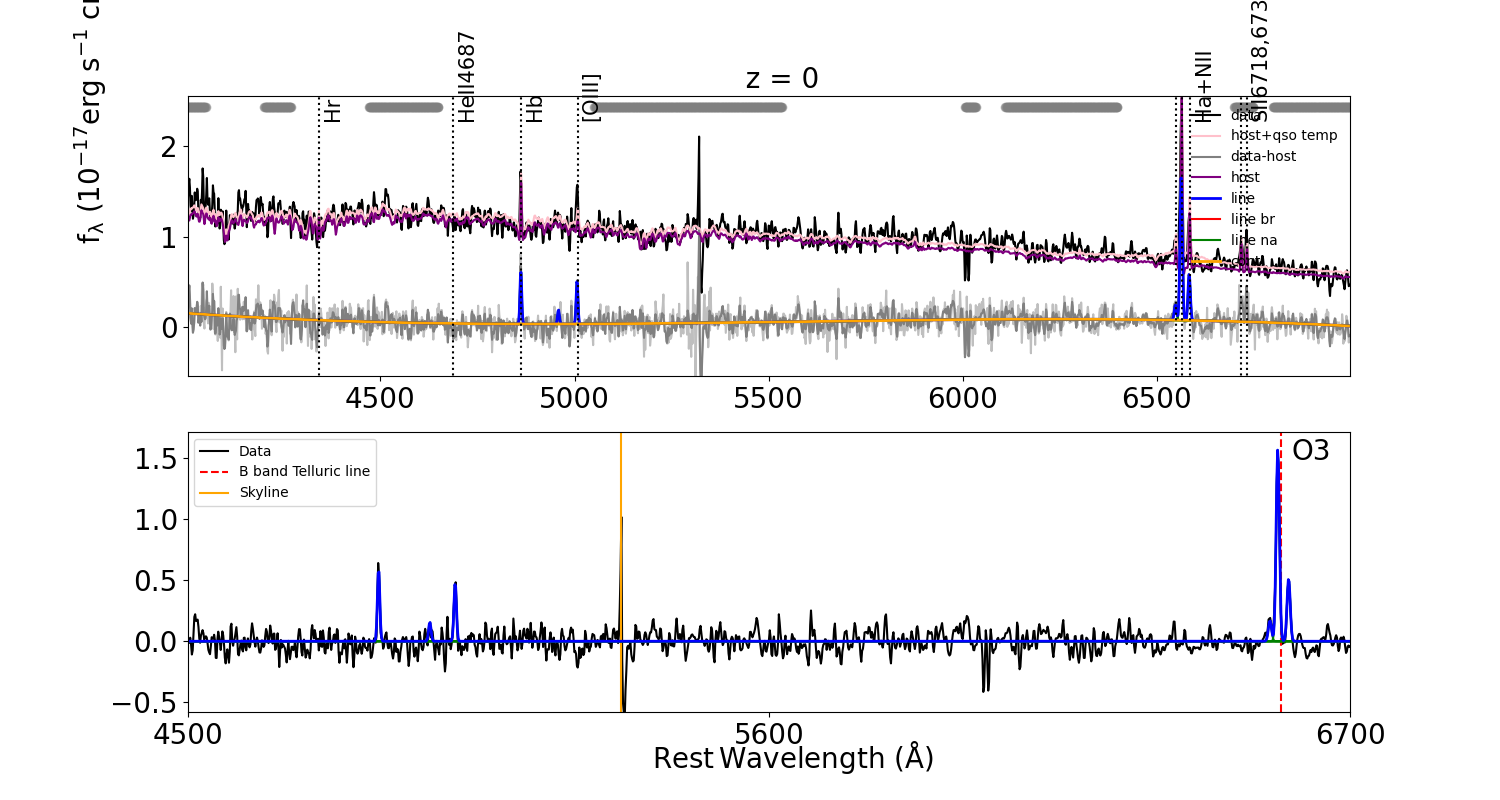 z = 0
f_λ (10^−17 erg s^−1 c
Hr
HeII4687
Hb
[OIII]
Ha+NII
SII6718,673
data
host+qso temp
data-host
host
line
line br
line na
cont
2
1
0
4500 5000 5500 6000 6500
Data
B band Telluric line
Skyline
O3
1.5
1.0
0.5
0.0
−0.5
4500 5600 6700
Rest Wavelength (Å)